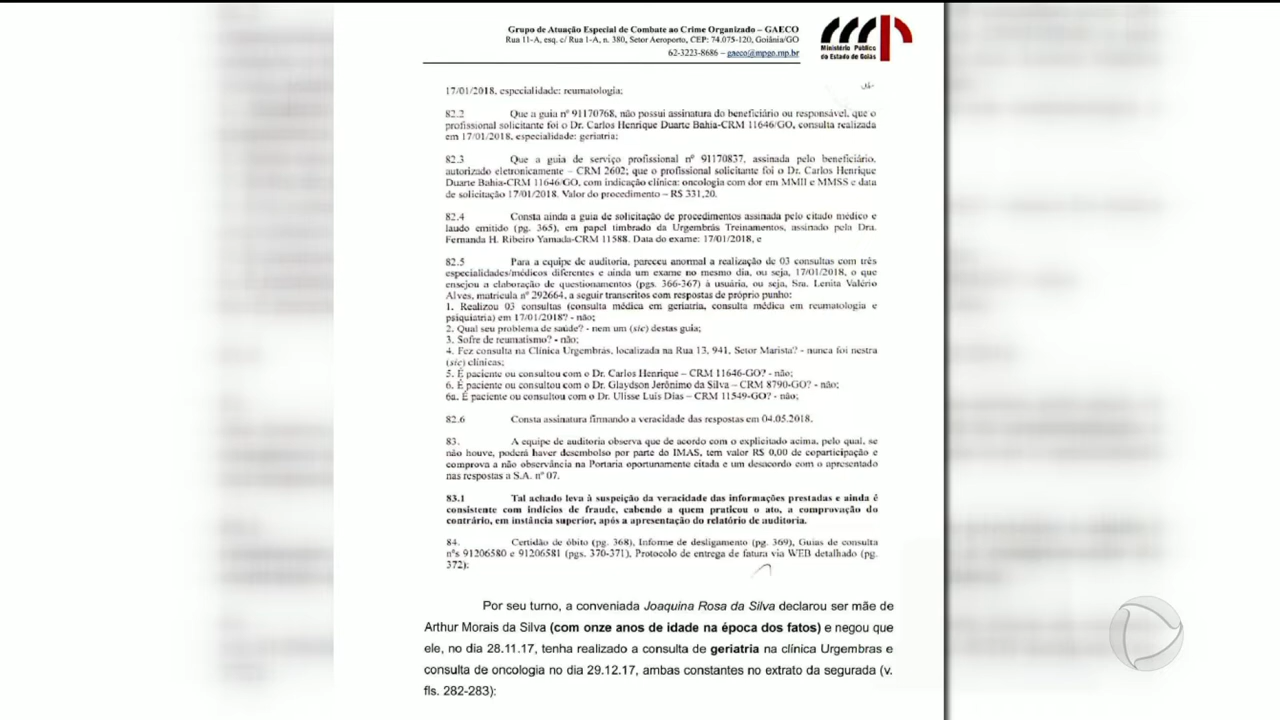 Grupo de Atuação Especial de Combate ao Crime Organizado – GAECO
Rua 11-A, esq. c/ Rua 1-A, n. 380, Setor Aeroporto, CEP: 74.075-120, Goiânia/GO
62-3223-8686 – gaeco@mpgo.mp.br
Ministério Público
do Estado de Goiás
17/01/2018, especialidade: reumatologia;
82.2 Que a guia nº 91170768, não possui assinatura do beneficiário ou responsável, que o
profissional solicitante foi o Dr. Carlos Henrique Duarte Bahia-CRM 11646/GO, consulta realizada
em 17/01/2018, especialidade: geriatria;
82.3 Que a guia de serviço profissional nº 91170837, assinada pelo beneficiário,
autorizado eletronicamente – CRM 2602; que o profissional solicitante foi o Dr. Carlos Henrique
Duarte Bahia-CRM 11646/GO, com indicação clínica: oncologia com dor em MMII e MMSS e data
de solicitação 17/01/2018. Valor do procedimento – R$ 331,20.
82.4 Consta ainda a guia de solicitação de procedimentos assinada pelo citado médico e
laudo emitido (pg. 365), em papel timbrado da Urgembrás Treinamentos, assinado pela Dra.
Fernanda H. Ribeiro Yamada-CRM 11588. Data do exame: 17/01/2018, e
82.5 Para a equipe de auditoria, pareceu anormal a realização de 03 consultas com três
especialidades/médicos diferentes e ainda um exame no mesmo dia, ou seja, 17/01/2018, o que
ensejou a elaboração de questionamentos (pgs. 366-367) à usuária, ou seja, Sra. Lenita Valério
Alves, matrícula nº 292664, a seguir transcritos com respostas de próprio punho:
1. Realizou 03 consultas (consulta médica em geriatria, consulta médica em reumatologia e
psiquiatria) em 17/01/2018? - não;
2. Qual seu problema de saúde? - nem um (sic) destas guia;
3. Sofre de reumatismo? - não;
4. Fez consulta na Clínica Urgembrás, localizada na Rua 13, 941, Setor Marista? - nunca foi nestra
(sic) clínicas;
5. É paciente ou consultou com o Dr. Carlos Henrique – CRM 11646-GO? - não;
6. É paciente ou consultou com o Dr. Glaydson Jerônimo da Silva – CRM 8790-GO? - não;
6a. É paciente ou consultou com o Dr. Ulisse Luís Dias – CRM 11549-GO? - não;
82.6 Consta assinatura firmando a veracidade das respostas em 04.05.2018.
83. A equipe de auditoria observa que de acordo com o explicitado acima, pelo qual, se
não houve, poderá haver desembolso por parte do IMAS, tem valor R$ 0,00 de coparticipação e
comprova a não observância na Portaria oportunamente citada e um desacordo com o apresentado
nas respostas a S.A. nº 07.
83.1 Tal achado leva à suspeição da veracidade das informações prestadas e ainda é
consistente com indícios de fraude, cabendo a quem praticou o ato, a comprovação do
contrário, em instância superior, após a apresentação do relatório de auditoria.
84. Certidão de óbito (pg. 368), Informe de desligamento (pg. 369), Guias de consulta
nºs 91206580 e 91206581 (pgs. 370-371), Protocolo de entrega de fatura via WEB detalhado (pg.
372):
Por seu turno, a conveniada Joaquina Rosa da Silva declarou ser mãe de
Arthur Morais da Silva (com onze anos de idade na época dos fatos) e negou que
ele, no dia 28.11.17, tenha realizado a consulta de geriatria na clínica Urgembras e
consulta de oncologia no dia 29.12.17, ambas constantes no extrato da segurada (v.
fls. 282-283):